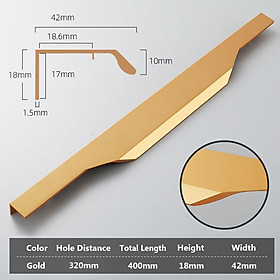 42mm
18.6mm
18mm
17mm
10mm
1.5mm
Color Hole Distance Total Length Height Width
Gold 320mm 400mm 18mm 42mm